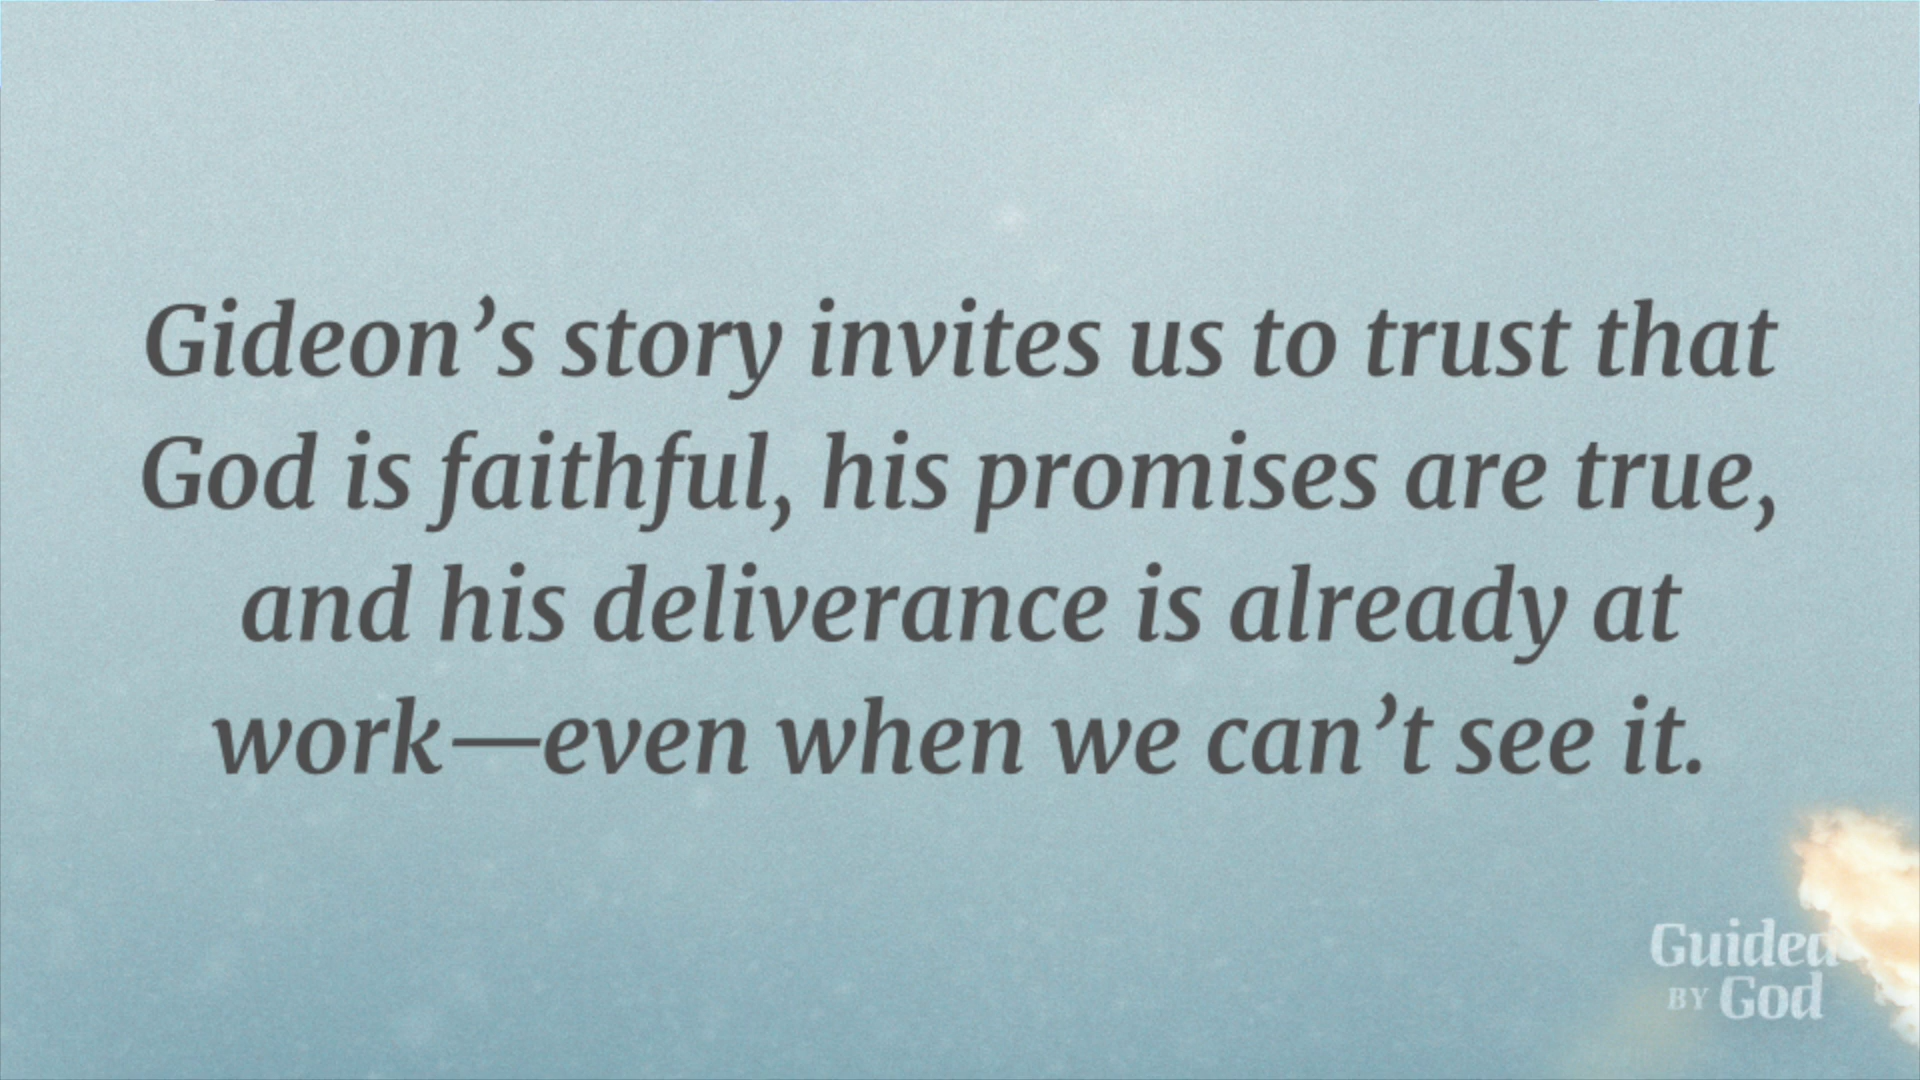 Gideon’s story invites us to trust that
God is faithful, his promises are true,
and his deliverance is already at
work—even when we can’t see it.
Guided
BY God